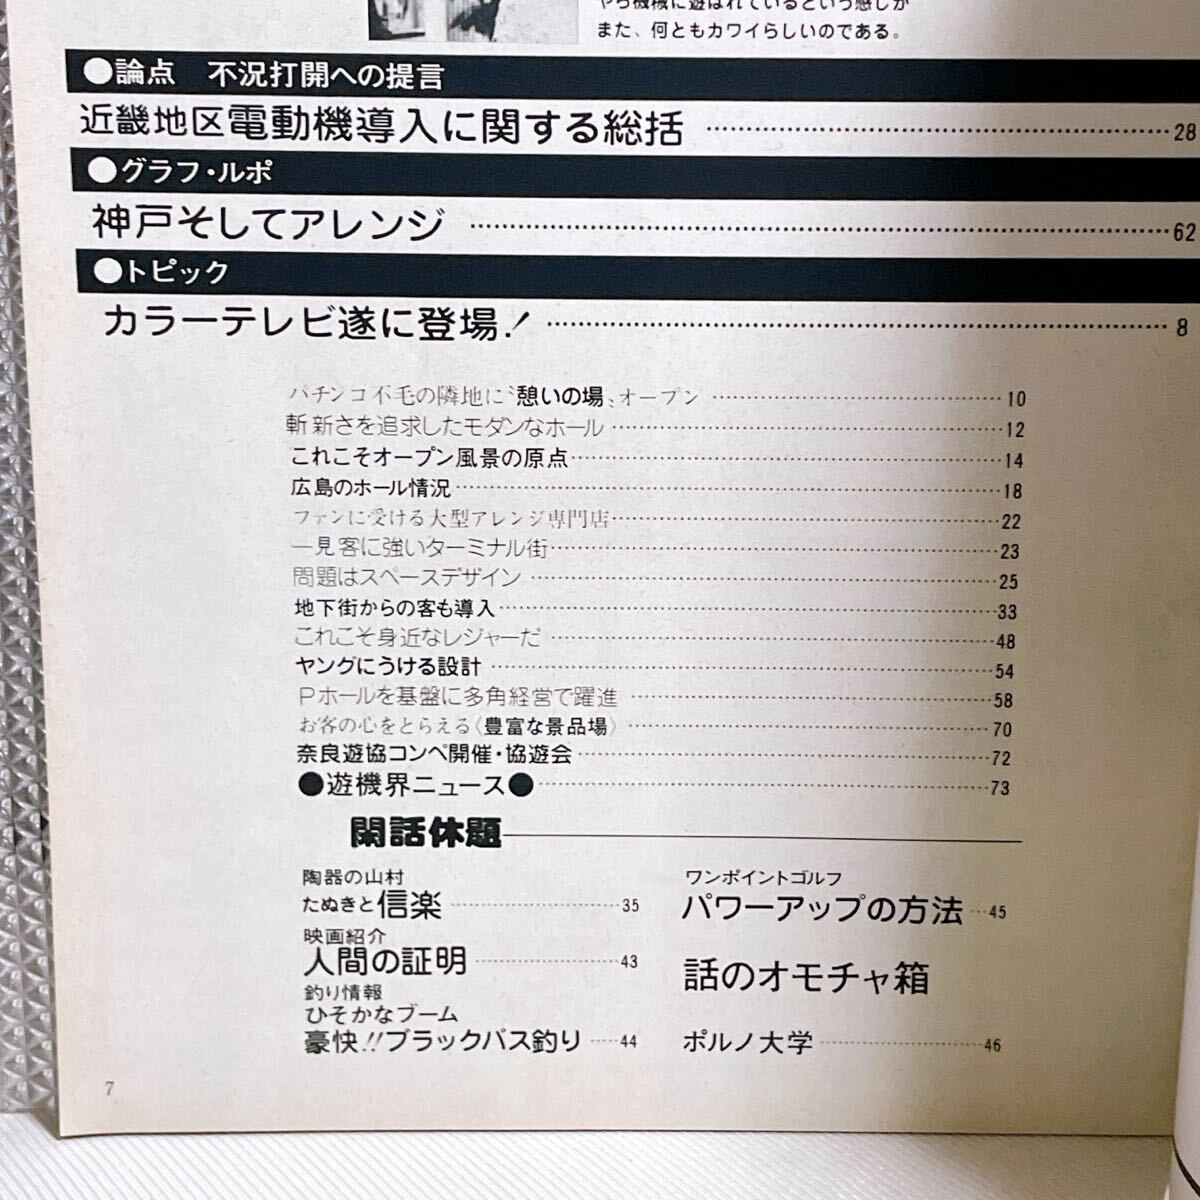 やら機械に遊ばれているという感じが
また、何ともカワイらしいのである。
●論点　不況打開への提言
近畿地区電動機導入に関する総括 28
●グラフ・ルポ
神戸そしてアレンジ 62
●トピック
カラーテレビ遂に登場！ 8
パチンコ不毛の隣地に〝憩いの場〟オープン 10
斬新さを追求したモダンなホール 12
これこそオープン風景の原点 14
広島のホール情況 18
ファンに受ける大型アレンジ専門店 22
一見客に強いターミナル街 23
問題はスペースデザイン 25
地下街からの客も導入 33
これこそ身近なレジャーだ 48
ヤングにうける設計 54
Pホールを基盤に多角経営で躍進 58
お客の心をとらえる〈豊富な景品場〉 70
奈良遊協コンペ開催・協遊会 72
●遊機界ニュース● 73
閑話休題
陶器の山村
たぬきと信楽 35
映画紹介
人間の証明 43
釣り情報
ひそかなブーム
豪快!!ブラックバス釣り 44
ワンポイントゴルフ
パワーアップの方法 45
話のオモチャ箱
ポルノ大学 46
7